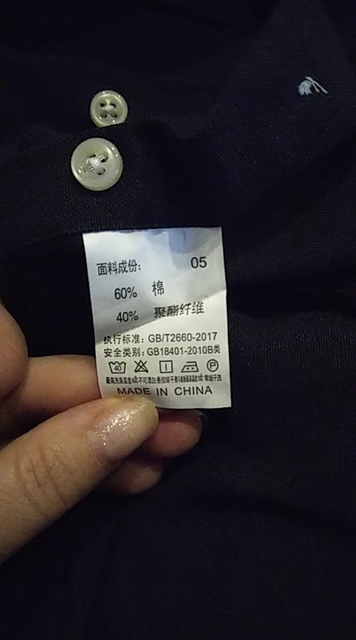 面料成份: 05
60% 棉
40% 聚酯纤维
执行标准: GB/T2660-2017
安全类别: GB18401-2010B类
40 P
MADE IN CHINA